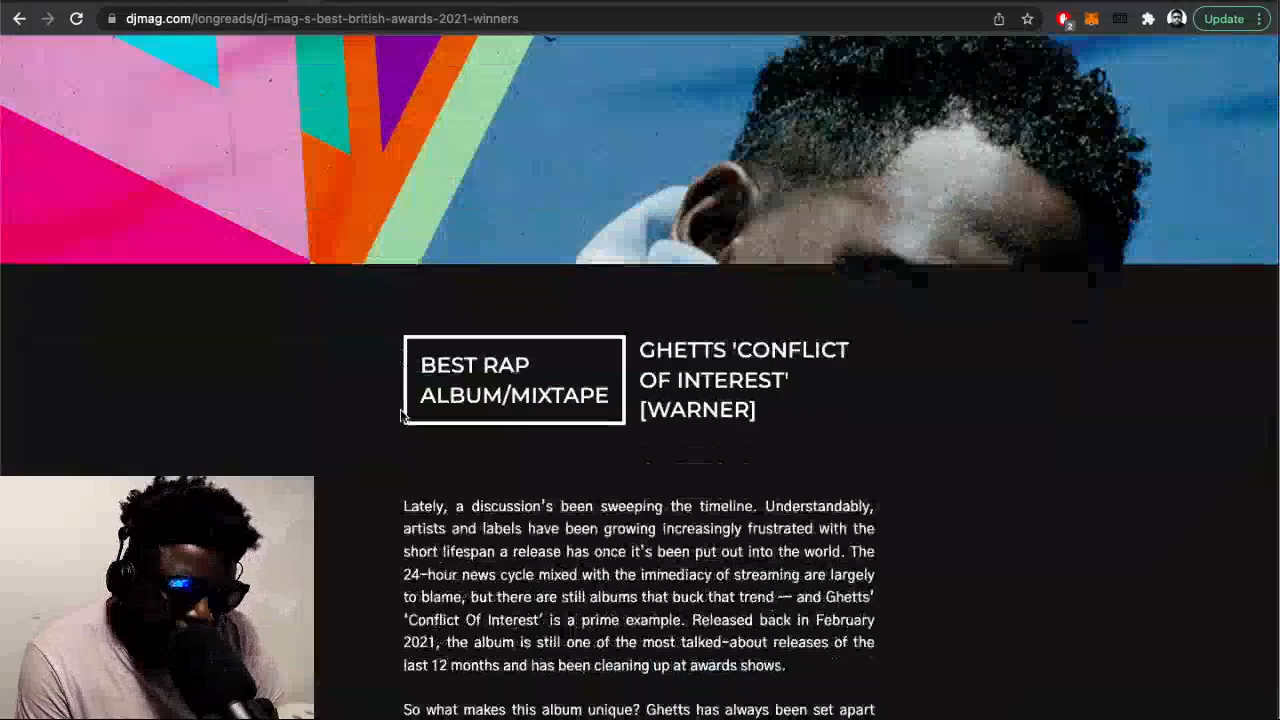 djmag.com/longreads/dj-mag-s-best-british-awards-2021-winners
2
Update
BEST RAP
ALBUM/MIXTAPE
GHETTS 'CONFLICT
OF INTEREST'
[WARNER]
Lately, a discussion's been sweeping the timeline. Understandably,
artists and labels have been growing increasingly frustrated with the
short lifespan a release has once it's been put out into the world. The
24-hour news cycle mixed with the immediacy of streaming are largely
to blame, but there are still albums that buck that trend — and Ghetts'
'Conflict Of Interest' is a prime example. Released back in February
2021, the album is still one of the most talked-about releases of the
last 12 months and has been cleaning up at awards shows.
So what makes this album unique? Ghetts has always been set apart